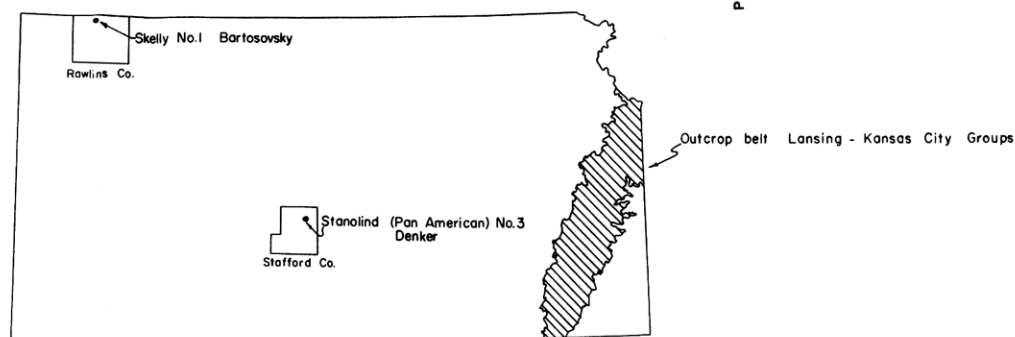 P
Skelly No.1 Bartosovsky
Rawlins Co.
Outcrop belt Lansing - Kansas City Groups
Stanolind (Pan American) No.3
Denker
Stafford Co.